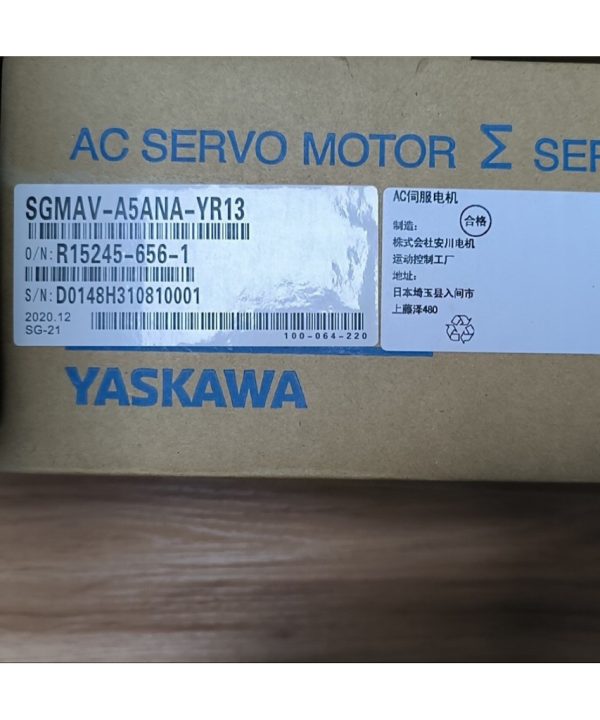 AC SERVO MOTOR Σ SER
SGMAV-A5ANA-YR13
O/N: R15245-656-1
S/N: D0148H310810001
2020.12
SG-21
100-064-220
AC伺服电机
合格
制造:
株式会社安川电机
运动控制工厂
地址:
日本埼玉县入间市
上藤泽480
YASKAWA